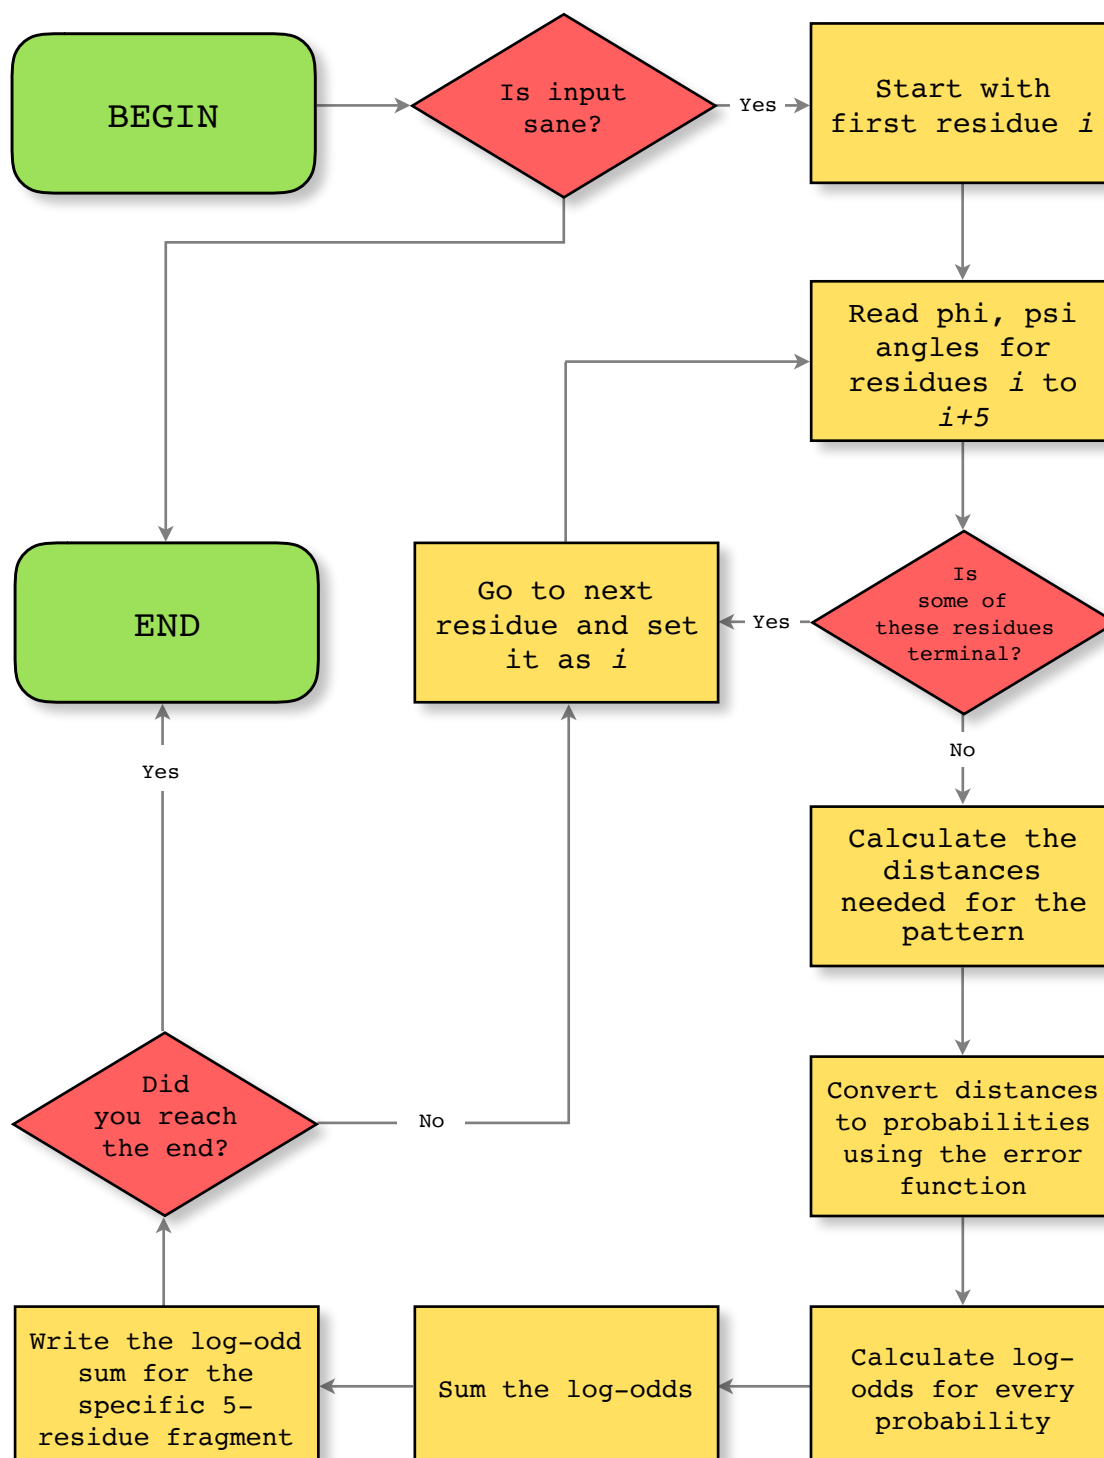 BEGIN
Is input
sane?
Yes
Start with
first residue i
Read phi, psi
angles for
residues i to
i+5
Is
some of
these residues
terminal?
Yes
Go to next
residue and set
it as i
END
No
Yes
Calculate the
distances
needed for the
pattern
Convert distances
to probabilities
using the error
function
Did
you reach
the end?
No
Calculate log-
odds for every
probability
Sum the log-odds
Write the log-odd
sum for the
specific 5-
residue fragment